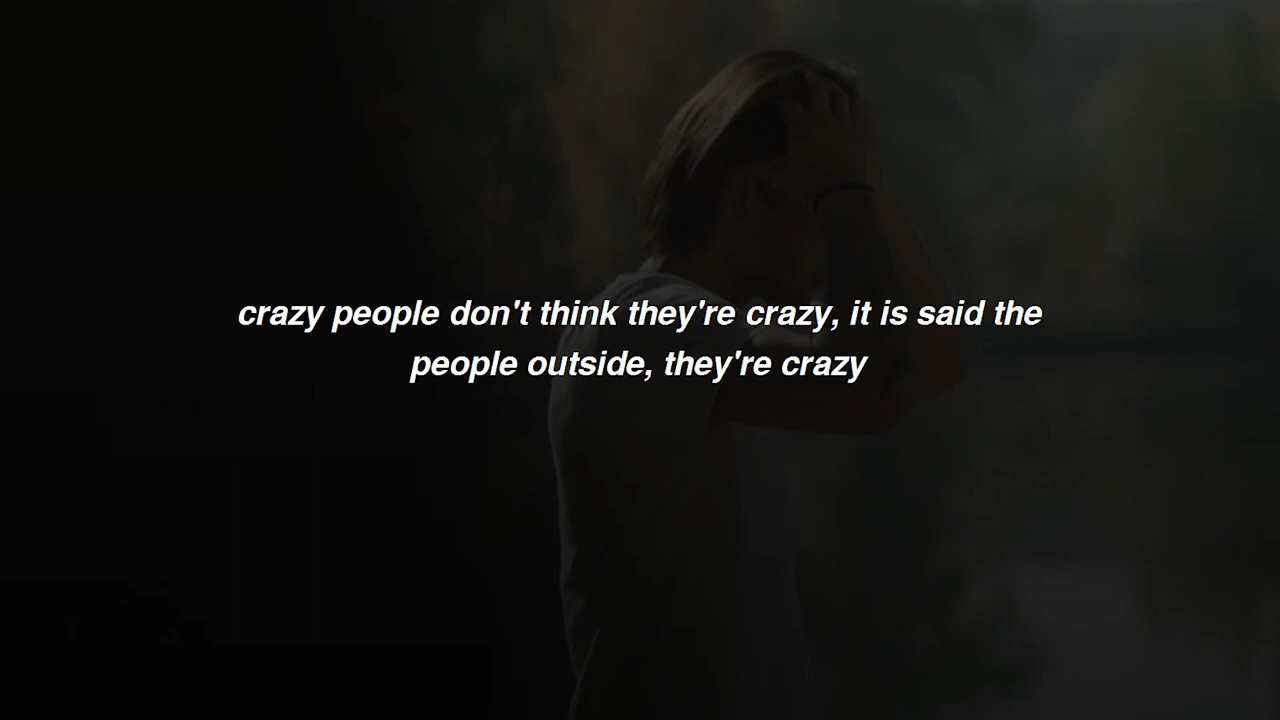 crazy people don't think they're crazy, it is said the
people outside, they're crazy